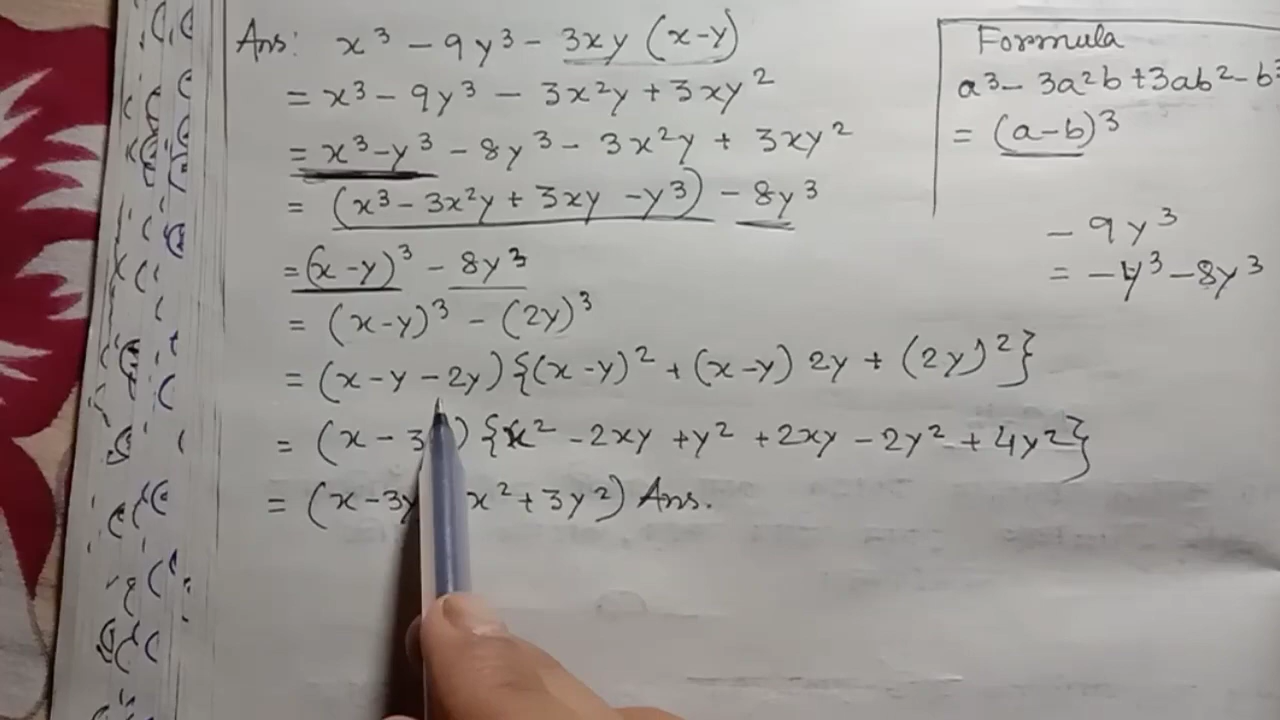 Ans: x³ - 9y³ - 3xy (x-y)
= x³ - 9y³ - 3x²y + 3xy²
= x³-y³ - 8y³ - 3x²y + 3xy²
= (x³ - 3x²y + 3xy - y³) - 8y³
= (x-y)³ - 8y³
= (x-y)³ - (2y)³
= (x-y-2y){(x-y)² + (x-y) 2y + (2y)²}
= (x-3 ) {x² - 2xy + y² + 2xy - 2y² + 4y²}
= (x-3y x² + 3y²) Ans.
Formula
a³ - 3a²b + 3ab² - b³
= (a-b)³
- 9y³
= - y³ - 8y³